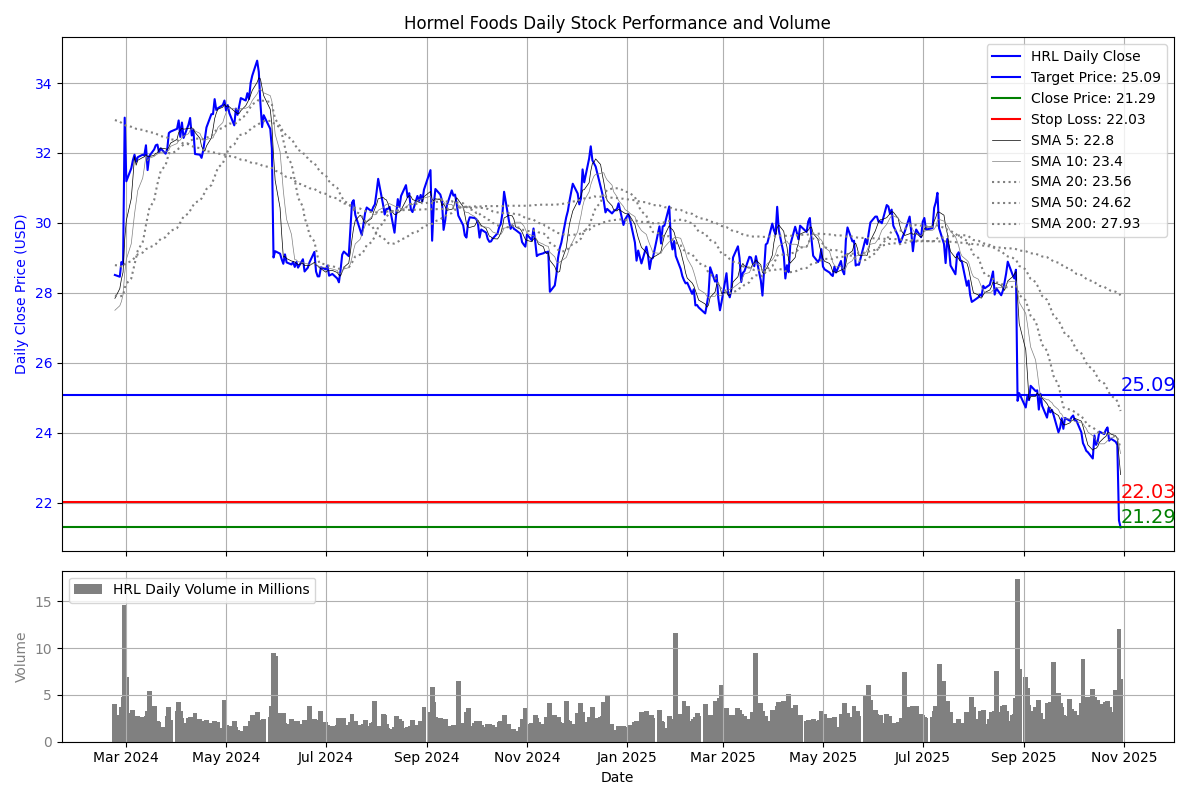 Hormel Foods Daily Stock Performance and Volume
Daily Close Price (USD)
34
32
30
28
26
24
22
HRL Daily Close
Target Price: 25.09
Close Price: 21.29
Stop Loss: 22.03
SMA 5: 22.8
SMA 10: 23.4
SMA 20: 23.56
SMA 50: 24.62
SMA 200: 27.93
25.09
22.03
21.29
HRL Daily Volume in Millions
Volume
15
10
5
0
Mar 2024 May 2024 Jul 2024 Sep 2024 Nov 2024 Jan 2025 Mar 2025 May 2025 Jul 2025 Sep 2025 Nov 2025
Date